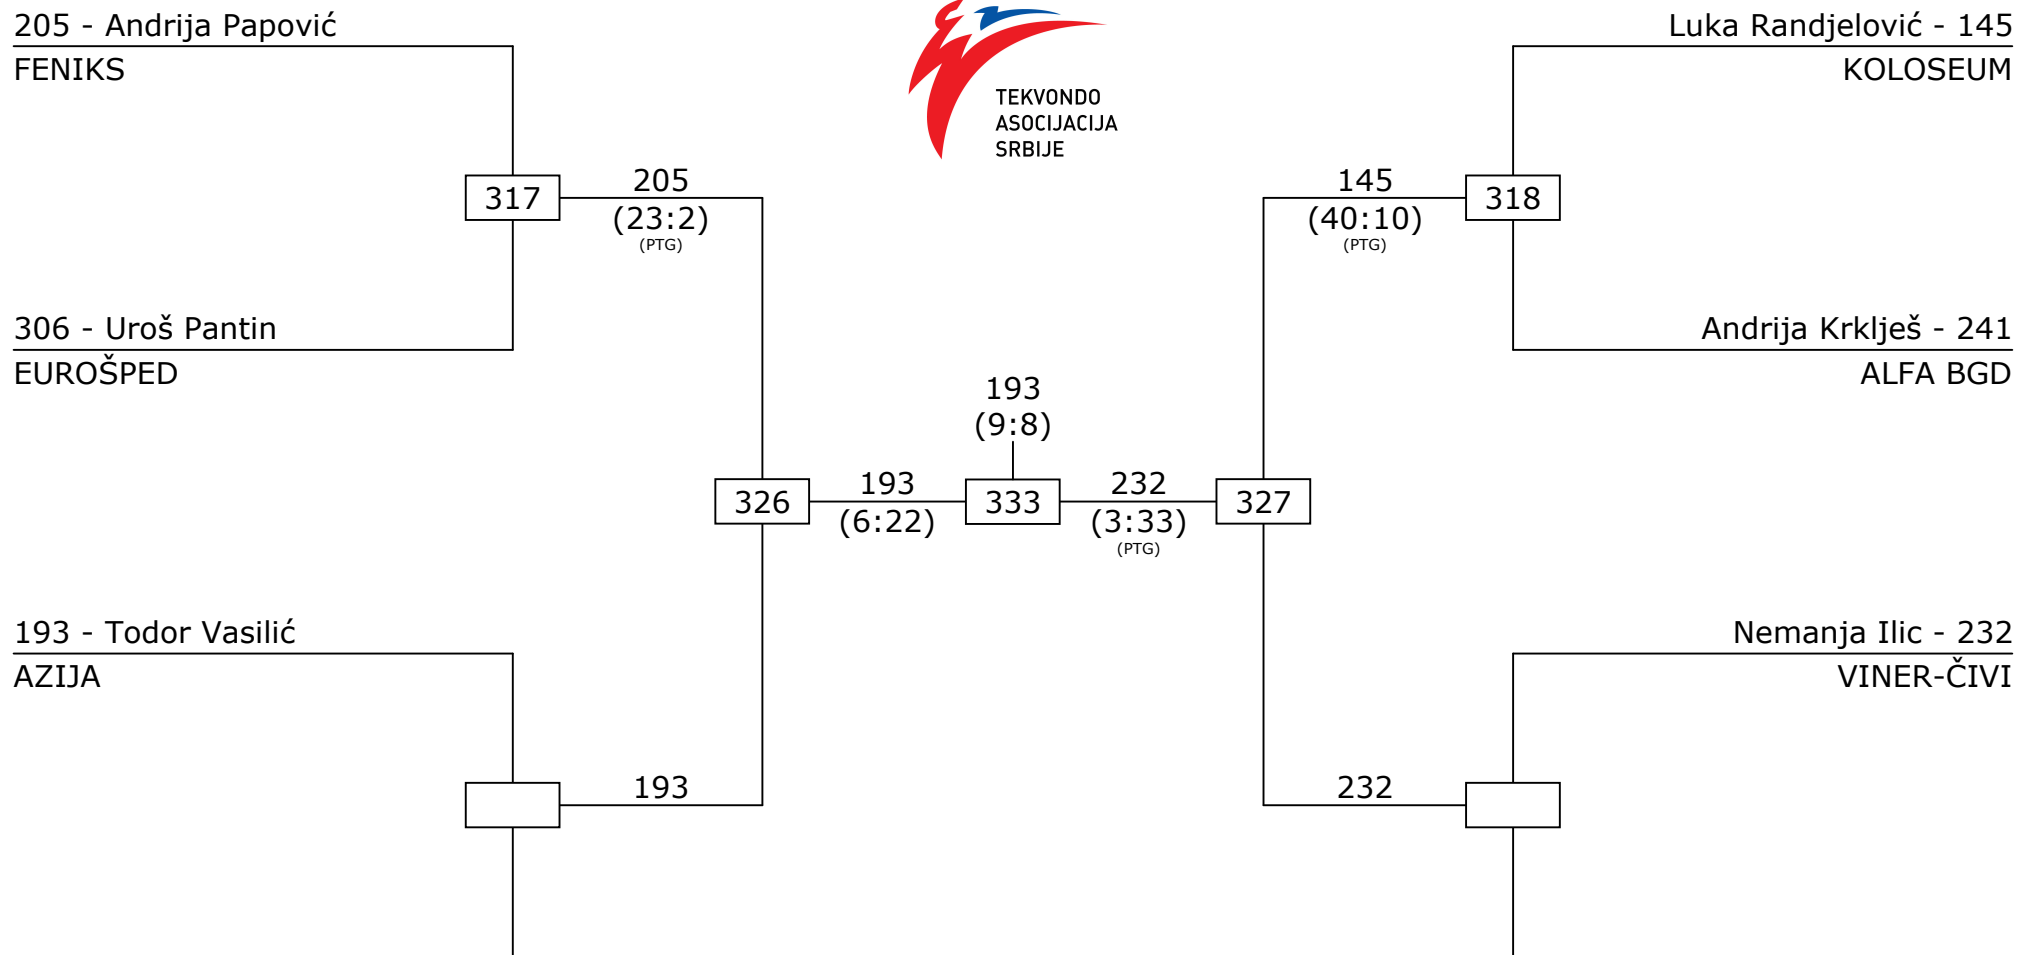 205 - Andrija Papović
FENIKS
TEKVONDO
ASOCIJACIJA
SRBIJE
Luka Randjelović - 145
KOLOSEUM
317
205
(23:2)
(PTG)
145
(40:10)
(PTG)
318
306 - Uroš Pantin
EUROŠPED
Andrija Krklješ - 241
ALFA BGD
193
(9:8)
326
193
(6:22)
333
232
(3:33)
(PTG)
327
193 - Todor Vasilić
AZIJA
Nemanja Ilic - 232
VINER-ČIVI
193
232